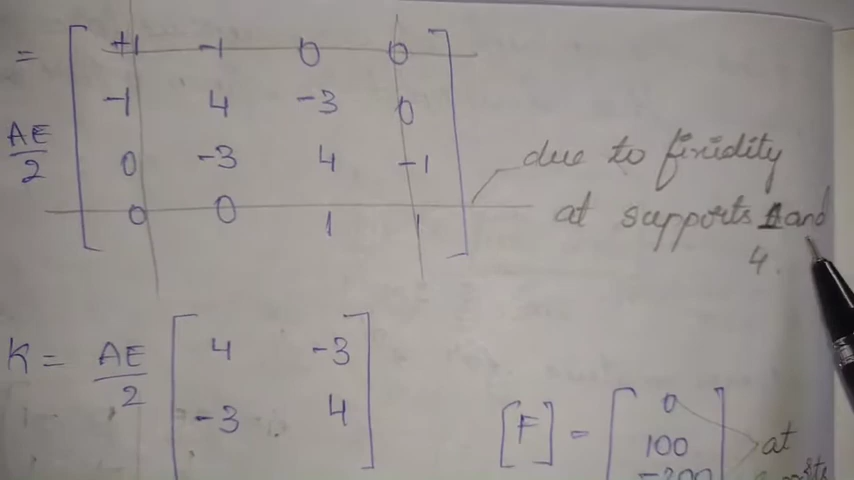 = AE/2 [ +1 -1 0 0
-1 4 -3 0
0 -3 4 -1
0 0 1 1 ]
due to finidity
at supports 1 and
4.
K = AE/2 [ 4 -3
-3 4 ]
[F] = [ 0
100
-200
at